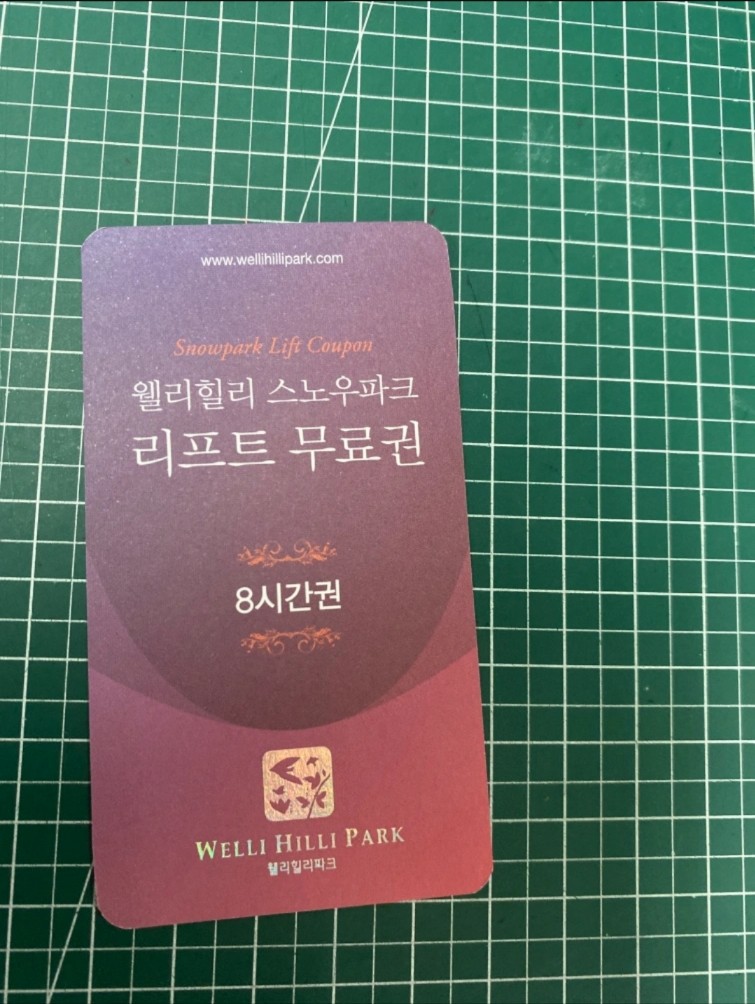 www.wellihillipark.com
Snowpark Lift Coupon
웰리힐리 스노우파크
리프트 무료권
8시간권
WELLI HILLI PARK
웰리힐리파크